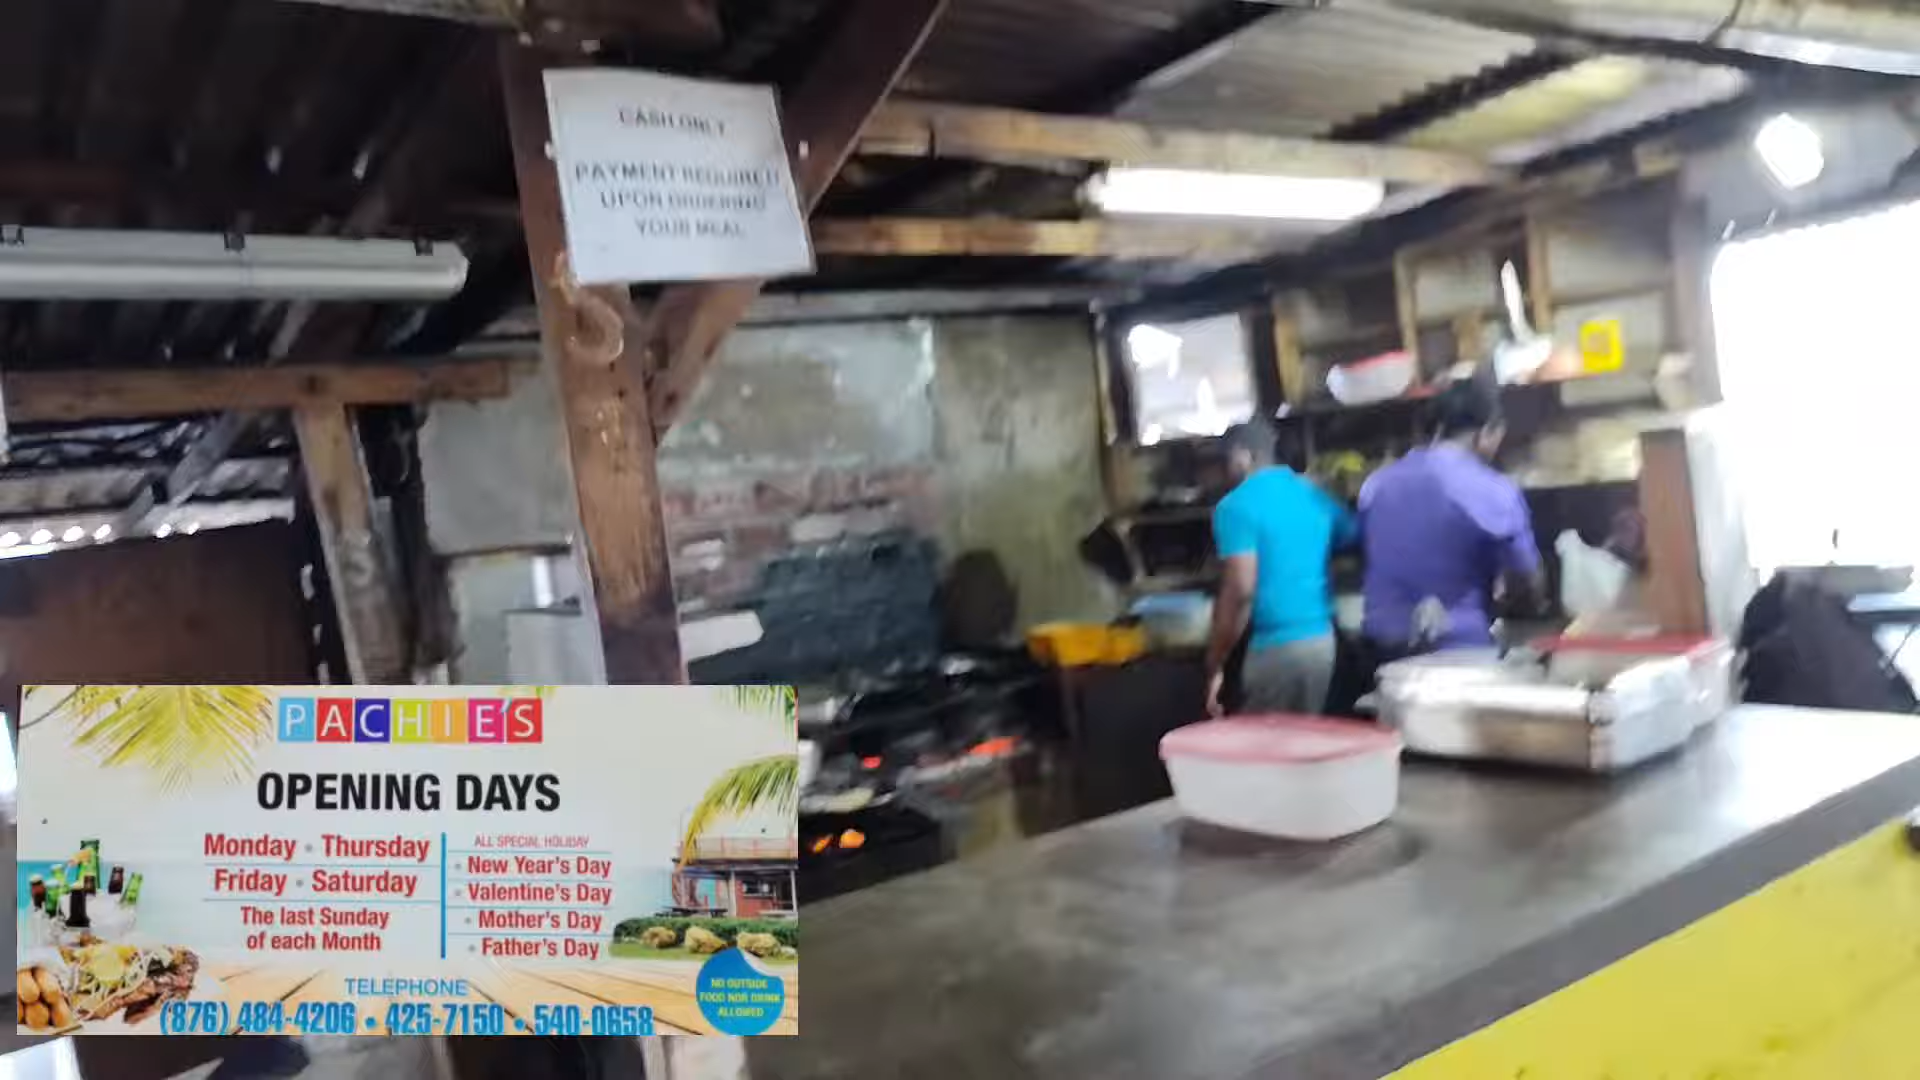 CASH ONLY
PAYMENT REQUIRED
UPON ORDERING
YOUR MEAL
PACHIE'S
OPENING DAYS
Monday • Thursday
Friday • Saturday
The last Sunday
of each Month
ALL SPECIAL HOLIDAY
• New Year's Day
• Valentine's Day
• Mother's Day
• Father's Day
TELEPHONE
(876) 484-4206 • 425-7150 • 540-0658
NO OUTSIDE
FOOD NOR DRINK
ALLOWED